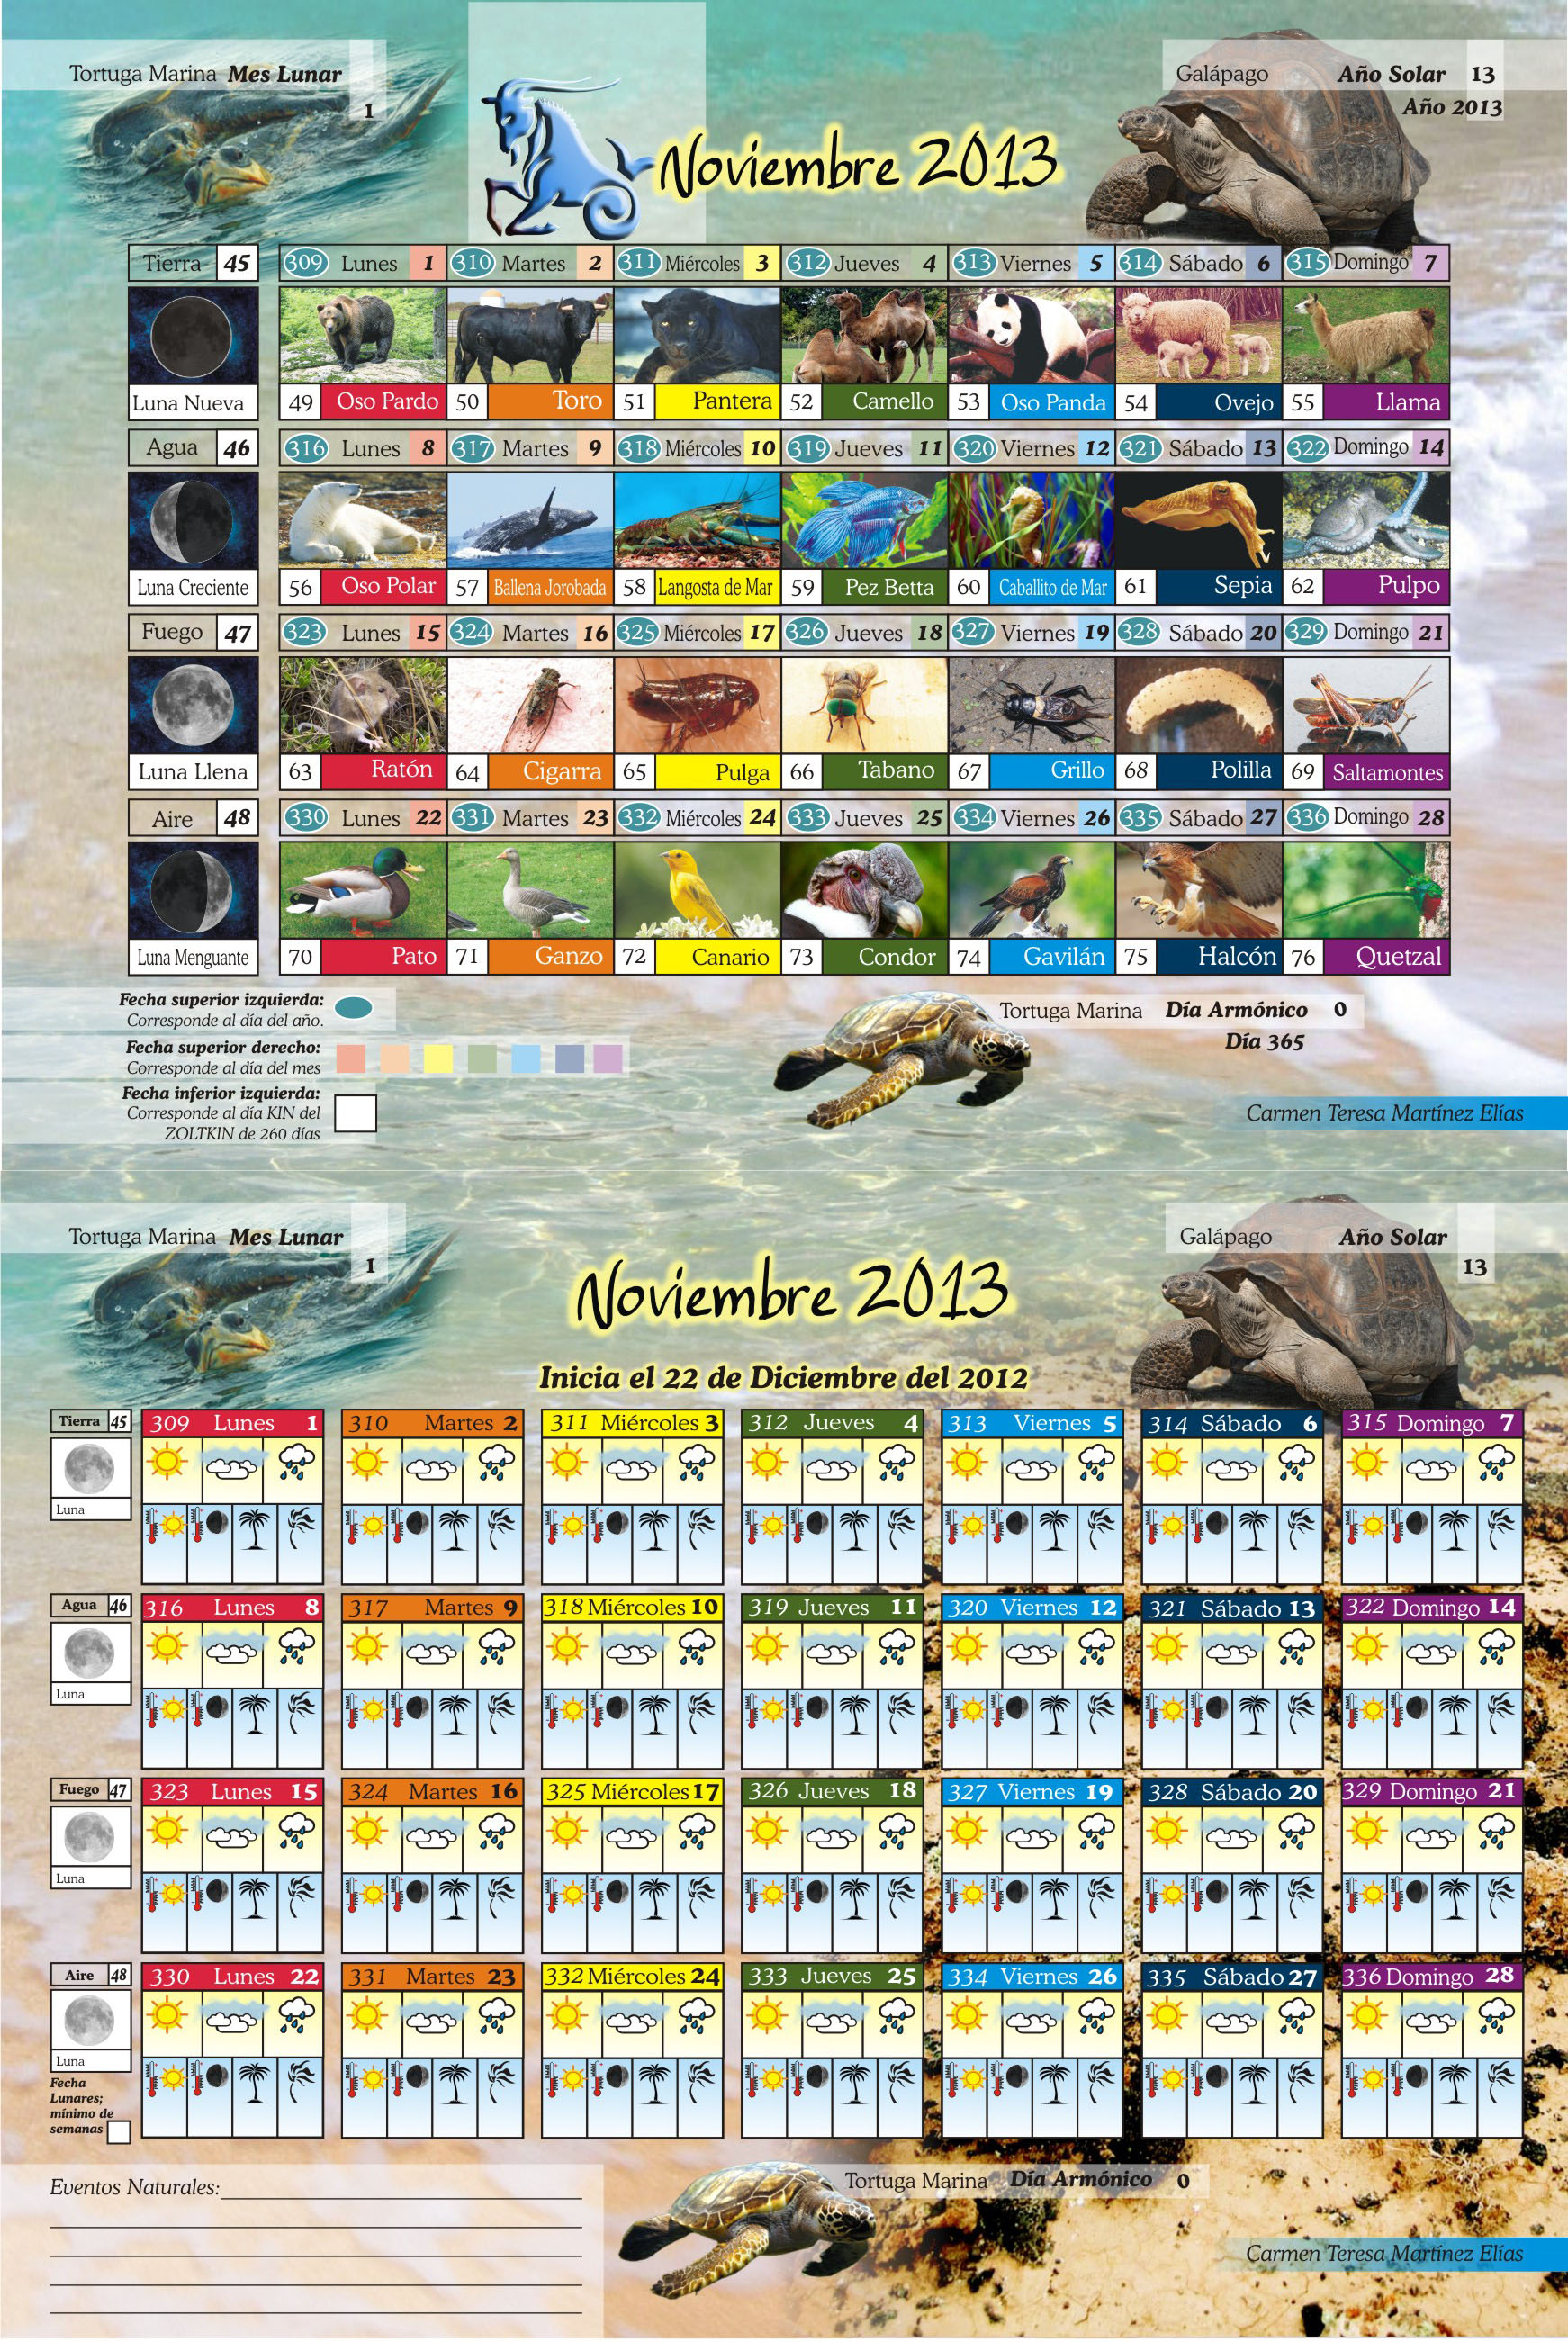 Tortuga Marina Mes Lunar
1
Noviembre 2013
Galápago Año Solar 13
Año 2013
Tierra 45 309 Lunes 1 310 Martes 2 311 Miércoles 3 312 Jueves 4 313 Viernes 5 314 Sábado 6 315 Domingo 7
Luna Nueva 49 Oso Pardo 50 Toro 51 Pantera 52 Camello 53 Oso Panda 54 Ovejo 55 Llama
Agua 46 316 Lunes 8 317 Martes 9 318 Miércoles 10 319 Jueves 11 320 Viernes 12 321 Sábado 13 322 Domingo 14
Luna Creciente 56 Oso Polar 57 Ballena Jorobada 58 Langosta de Mar 59 Pez Betta 60 Caballito de Mar 61 Sepia 62 Pulpo
Fuego 47 323 Lunes 15 324 Martes 16 325 Miércoles 17 326 Jueves 18 327 Viernes 19 328 Sábado 20 329 Domingo 21
Luna Llena 63 Ratón 64 Cigarra 65 Pulga 66 Tabano 67 Grillo 68 Polilla 69 Saltamontes
Aire 48 330 Lunes 22 331 Martes 23 332 Miércoles 24 333 Jueves 25 334 Viernes 26 335 Sábado 27 336 Domingo 28
Luna Menguante 70 Pato 71 Ganzo 72 Canario 73 Condor 74 Gavilán 75 Halcón 76 Quetzal
Fecha superior izquierda:
Corresponde al día del año.
Fecha superior derecho:
Corresponde al día del mes
Fecha inferior izquierda:
Corresponde al día KIN del
ZOLTKIN de 260 días
Tortuga Marina Día Armónico 0
Día 365
Carmen Teresa Martínez Elías
Tortuga Marina Mes Lunar
1
Noviembre 2013
Inicia el 22 de Diciembre del 2012
Galápago Año Solar
13
Tierra 45 309 Lunes 1 310 Martes 2 311 Miércoles 3 312 Jueves 4 313 Viernes 5 314 Sábado 6 315 Domingo 7
Luna
Agua 46 316 Lunes 8 317 Martes 9 318 Miércoles 10 319 Jueves 11 320 Viernes 12 321 Sábado 13 322 Domingo 14
Luna
Fuego 47 323 Lunes 15 324 Martes 16 325 Miércoles 17 326 Jueves 18 327 Viernes 19 328 Sábado 20 329 Domingo 21
Luna
Aire 48 330 Lunes 22 331 Martes 23 332 Miércoles 24 333 Jueves 25 334 Viernes 26 335 Sábado 27 336 Domingo 28
Luna
Fecha
Lunares;
mínimo de
semanas
Eventos Naturales:
Tortuga Marina Día Armónico 0
Carmen Teresa Martínez Elías